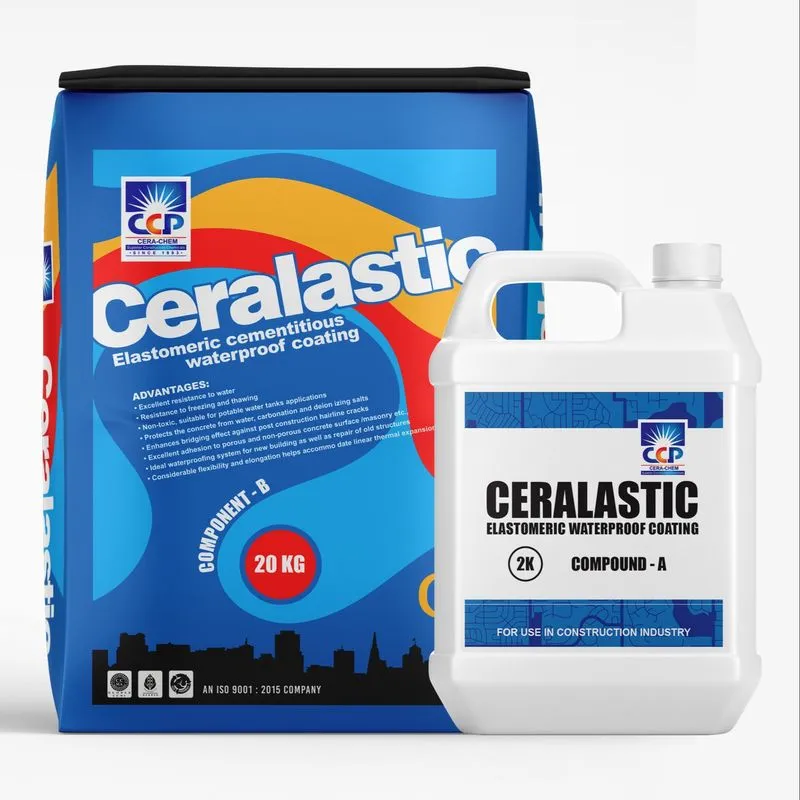 CCP
CERA-CHEM
Superior Construction Chemicals
• SINCE 1993 •
Ceralastic
Elastomeric cementitious
waterproof coating
ADVANTAGES:
• Excellent resistance to water
• Resistance to freezing and thawing
• Non-toxic, suitable for potable water tanks applications
• Protects the concrete from water, carbonation and deion izing salts
• Enhances bridging effect against post construction hairline cracks
• Excellent adhesion to porous and non-porous concrete surface /masonry etc.,
• Ideal waterproofing system for new building as well as repair of old structures
• Considerable flexibility and elongation helps accommo date linear thermal expansion
COMPONENT - B
20 KG
AN ISO 9001 : 2015 COMPANY
Ceralastic
CCP
CERA-CHEM
CERALASTIC
ELASTOMERIC WATERPROOF COATING
2K
COMPOUND - A
FOR USE IN CONSTRUCTION INDUSTRY